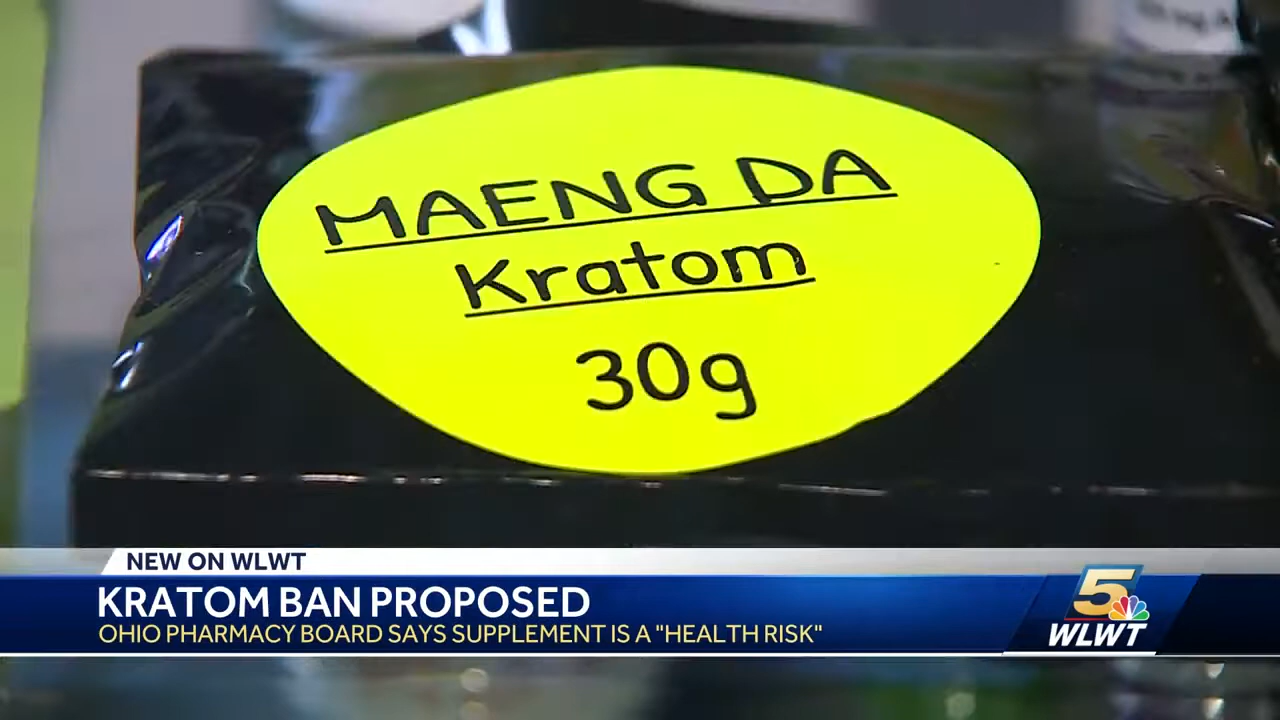 MAENG DA
Kratom
30g
NEW ON WLWT
KRATOM BAN PROPOSED
OHIO PHARMACY BOARD SAYS SUPPLEMENT IS A "HEALTH RISK"
5
WLWT